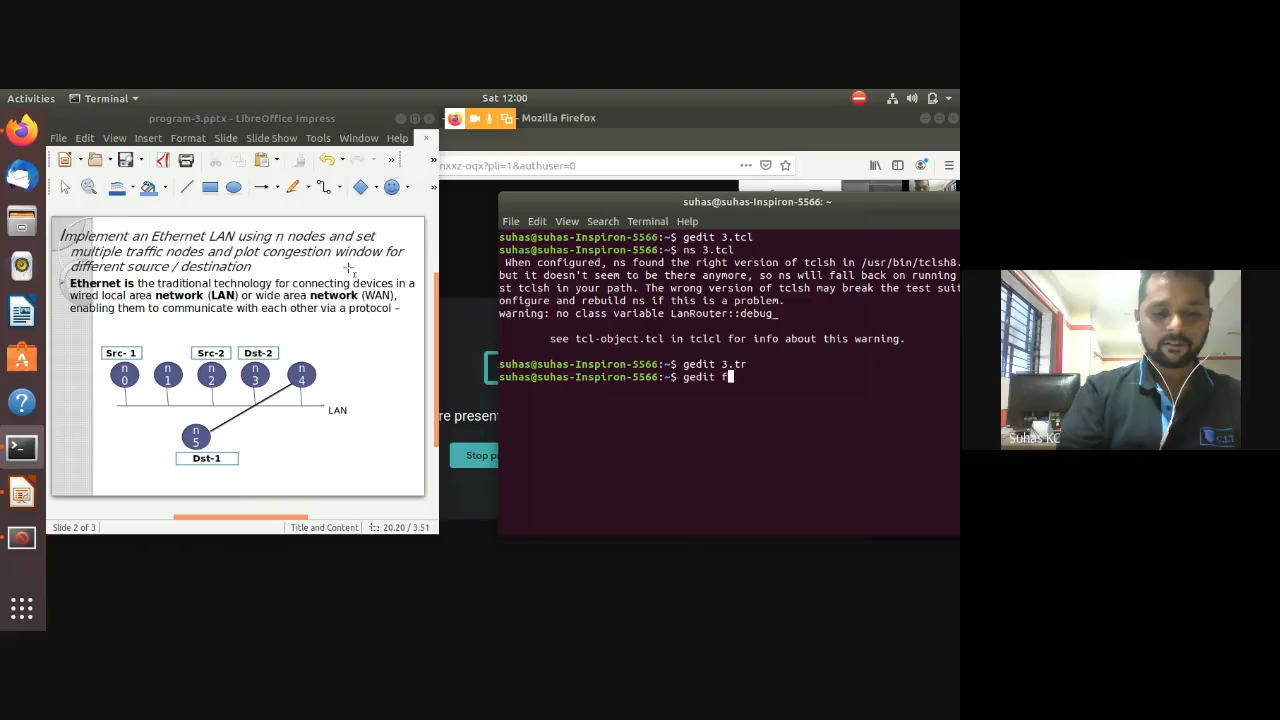 Activities
Terminal
Sat 12:00
program-3.pptx - LibreOffice Impress
File Edit View Insert Format Slide Slide Show Tools Window Help
Implement an Ethernet LAN using n nodes and set
multiple traffic nodes and plot congestion window for
different source / destination
Ethernet is the traditional technology for connecting devices in a
wired local area network (LAN) or wide area network (WAN),
enabling them to communicate with each other via a protocol –
Src- 1
Src-2
Dst-2
n
0
n
1
n
2
n
3
n
4
LAN
n
5
Dst-1
Slide 2 of 3
Title and Content
20.20 / 3.51
- Mozilla Firefox
nxxz-oqx?pli=1&authuser=0
re present
Stop pr
suhas@suhas-Inspiron-5566: ~
File Edit View Search Terminal Help
suhas@suhas-Inspiron-5566:~$ gedit 3.tcl
suhas@suhas-Inspiron-5566:~$ ns 3.tcl
When configured, ns found the right version of tclsh in /usr/bin/tclsh8.
but it doesn't seem to be there anymore, so ns will fall back on running
st tclsh in your path. The wrong version of tclsh may break the test suit
onfigure and rebuild ns if this is a problem.
warning: no class variable LanRouter::debug_
see tcl-object.tcl in tclcl for info about this warning.
suhas@suhas-Inspiron-5566:~$ gedit 3.tr
suhas@suhas-Inspiron-5566:~$ gedit f
Suhas KC